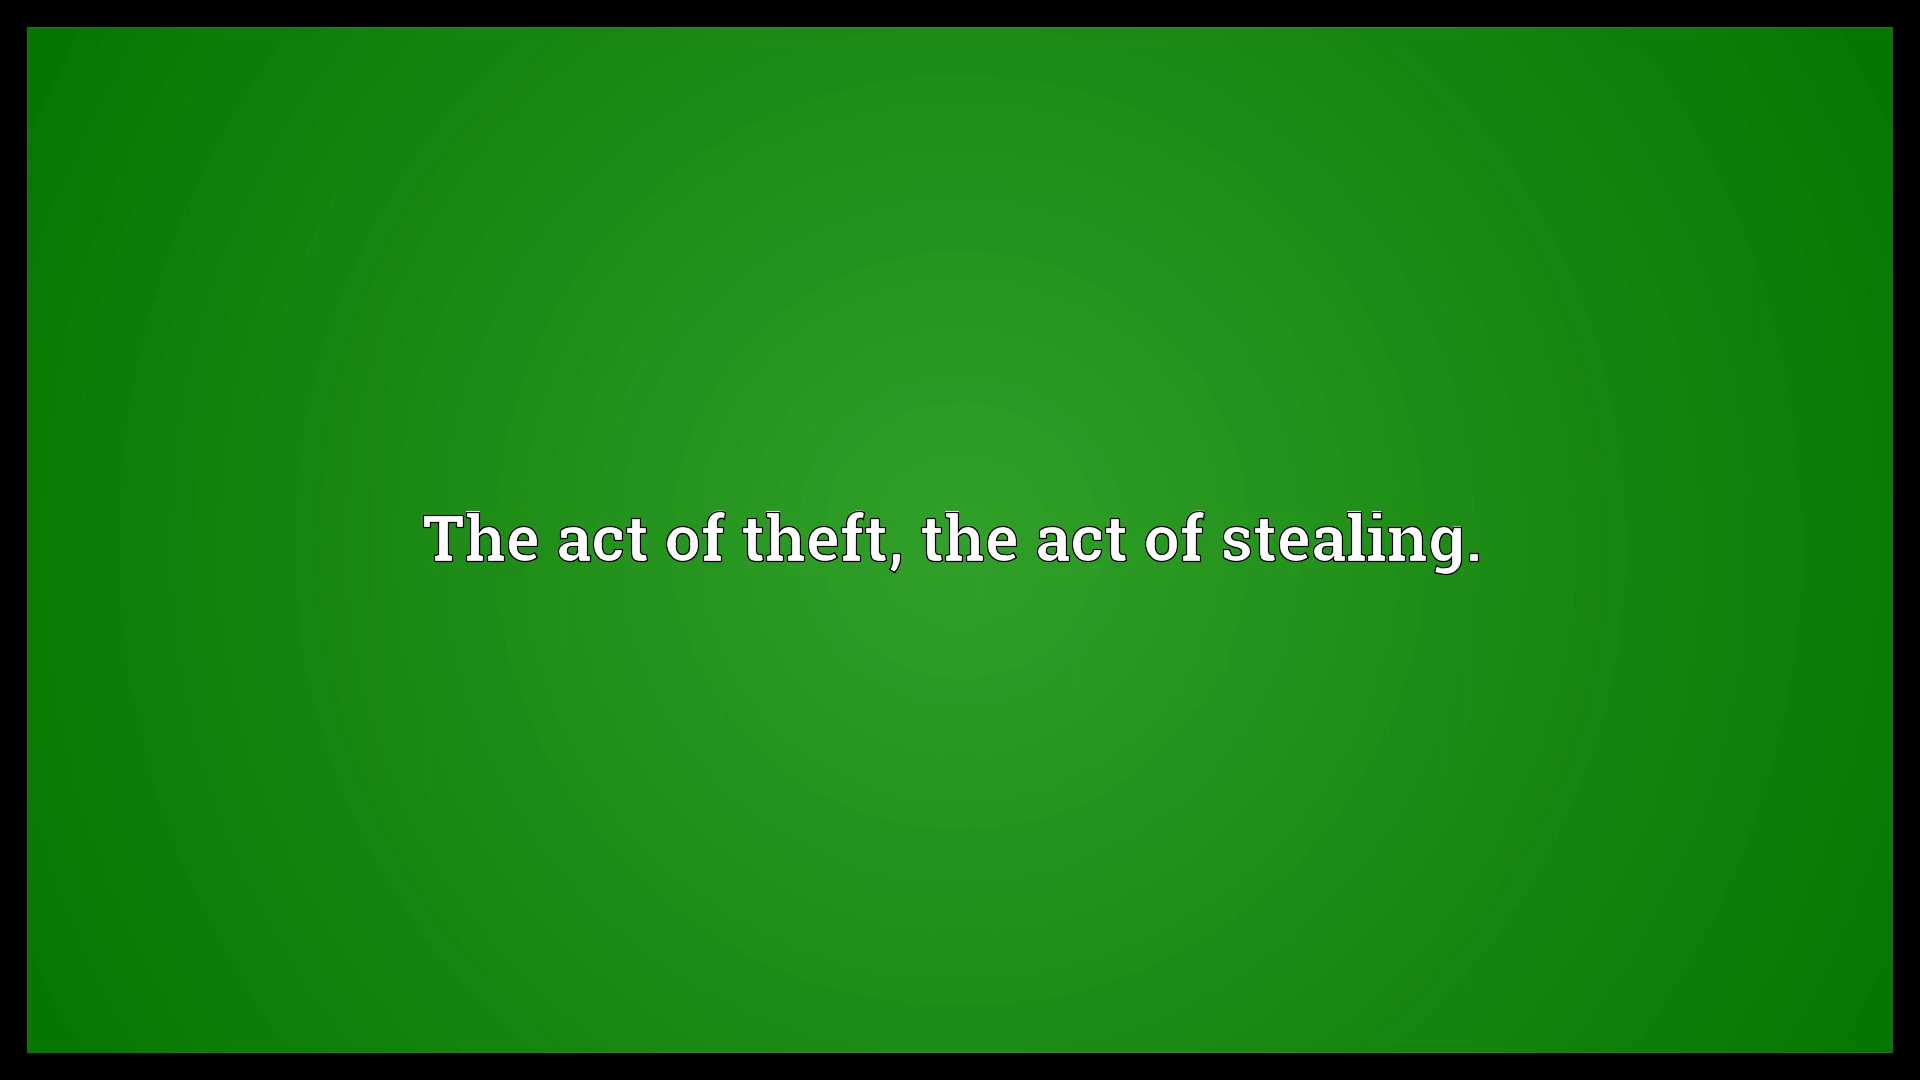 The act of theft, the act of stealing.